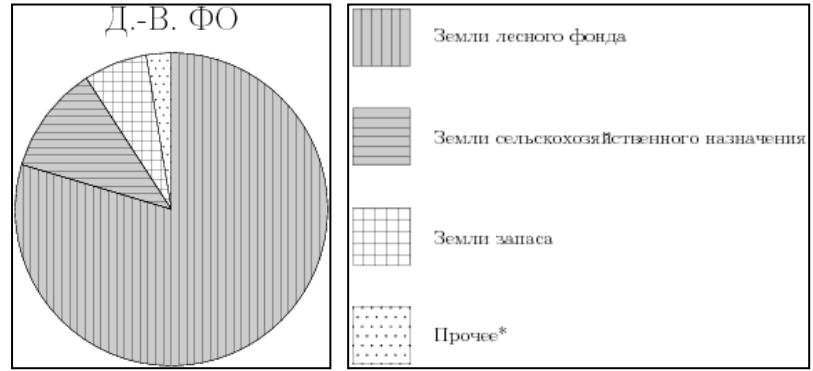 Д.-В. ФО
Земли лесного фонда
Земли сельскохозяйственного назначения
Земли запаса
Прочее*